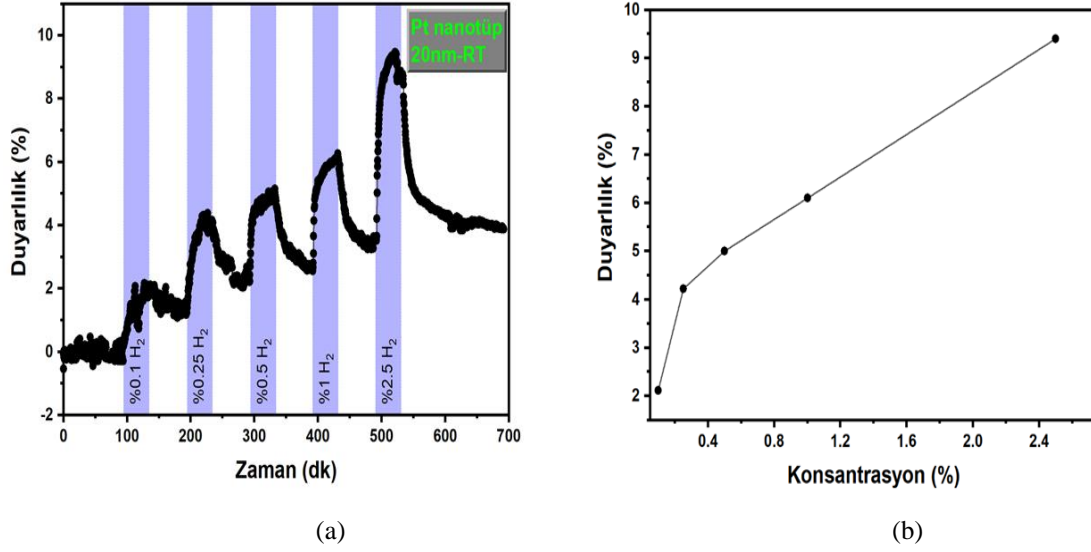 Pt nanotüp
20nm-RT
Duyarlılık (%)
10
8
6
4
2
0
-2
%0.1 H₂
%0.25 H₂
%0.5 H₂
%1 H₂
%2.5 H₂
0 100 200 300 400 500 600 700
Zaman (dk)
(a)
Duyarlılık (%)
10
9
8
7
6
5
4
3
2
0.4 0.8 1.2 1.6 2.0 2.4
Konsantrasyon (%)
(b)